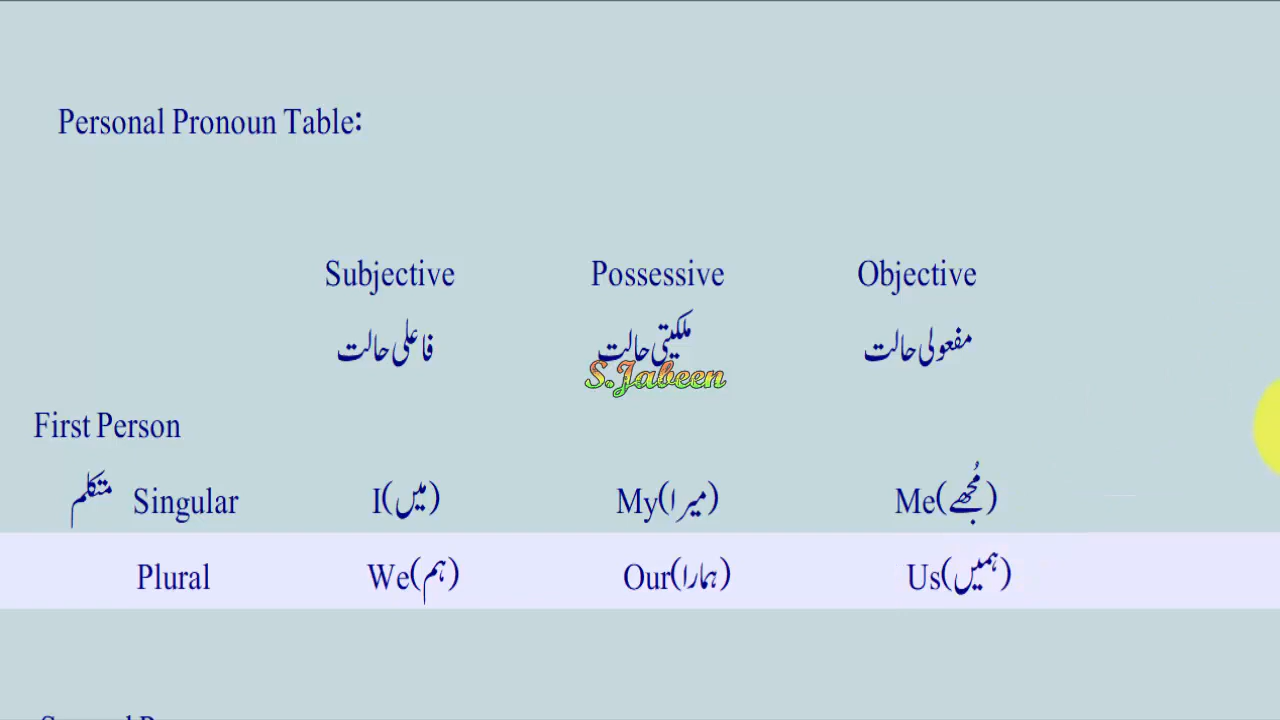 Personal Pronoun Table:
Subjective Possessive Objective
فاعلی حالت ملکیتی حالت مفعولی حالت
S.Jabeen
First Person
متکلم Singular I(میں) My(میرا) Me(مُجھے)
Plural We(ہم) Our(ہمارا) Us(ہمیں)